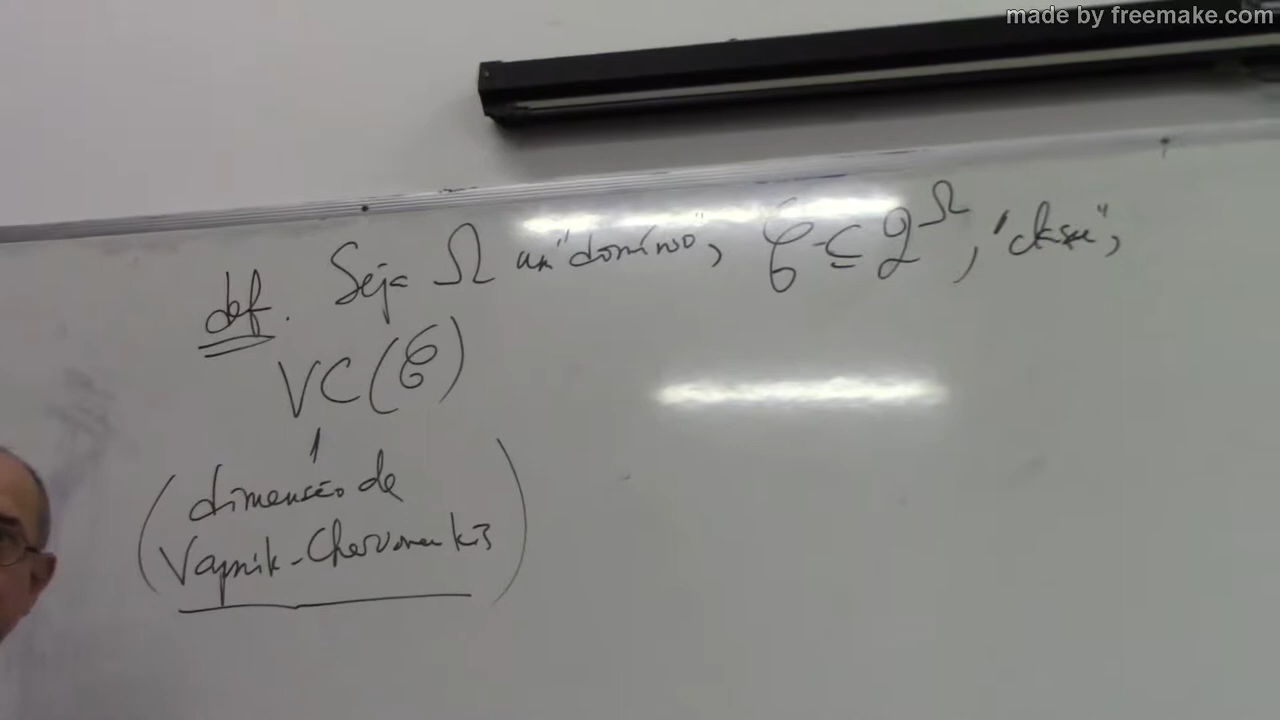 made by freemake.com
def. Seja Ω um "domínio", 𝒞 ⊆ 2^Ω, "classe",
VC(𝒞)
(dimensão de
Vapnik-Chervonenkis)